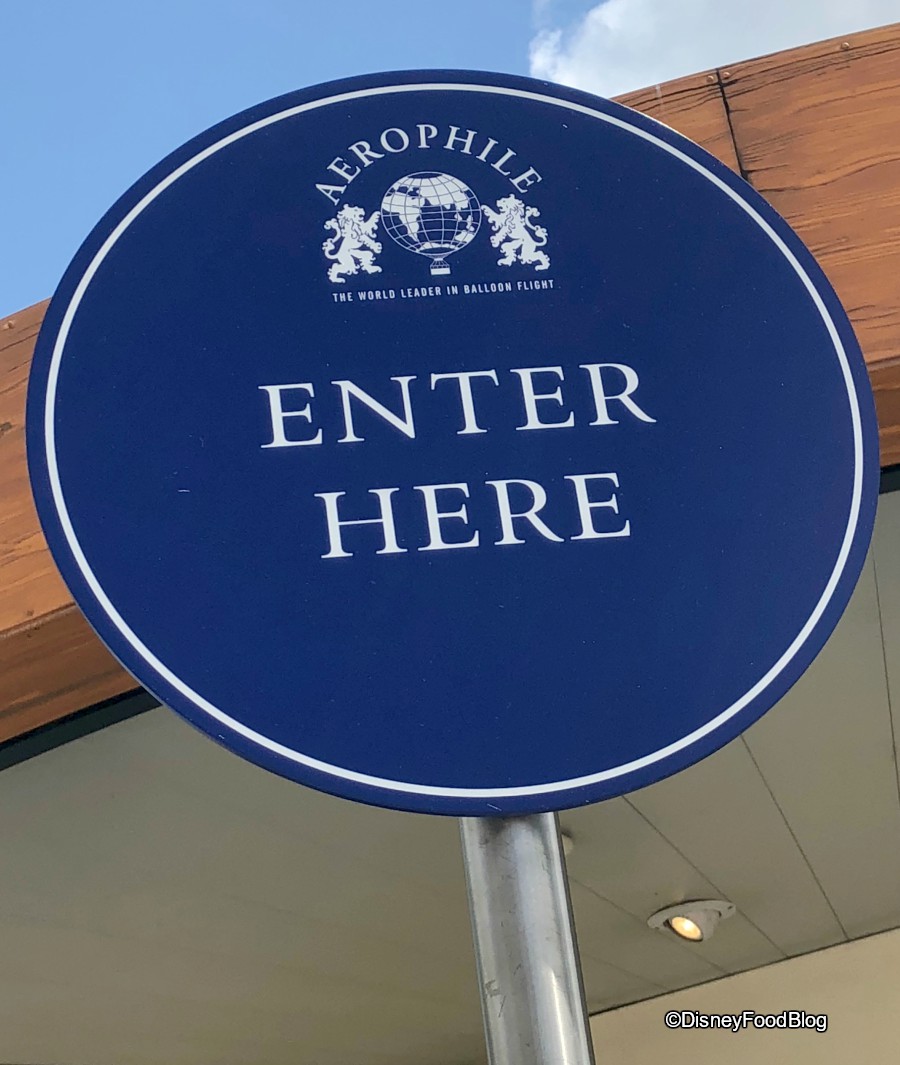 AEROPHILE
THE WORLD LEADER IN BALLOON FLIGHT
ENTER
HERE
©DisneyFoodBlog